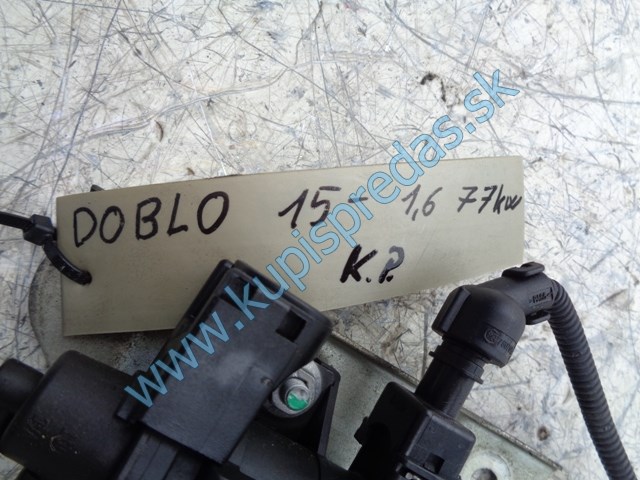 DOBLO 15- 1,6 77kw
K.P.
www.kupispredas.sk